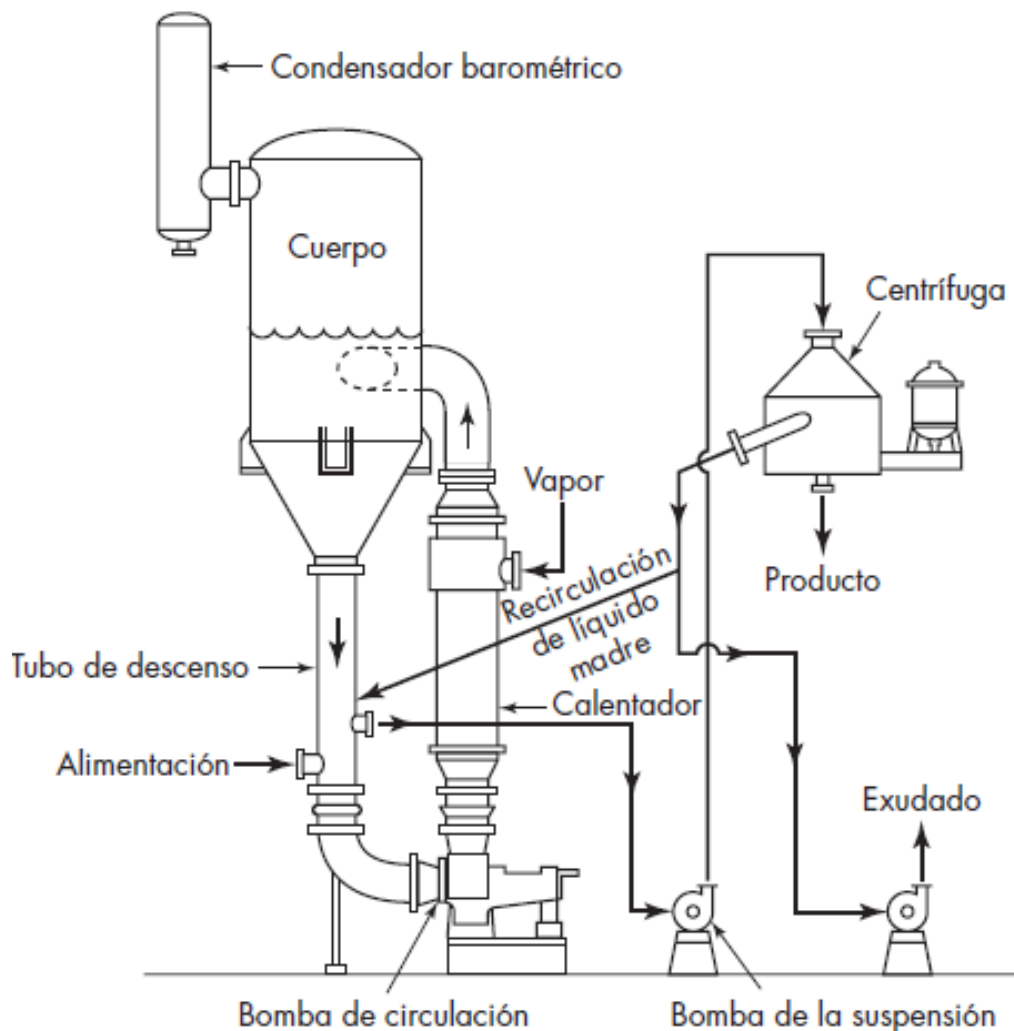 Condensador barométrico
Cuerpo
Centrífuga
Vapor
Recirculación
de líquido
madre
Producto
Tubo de descenso
Calentador
Alimentación
Exudado
Bomba de circulación
Bomba de la suspensión